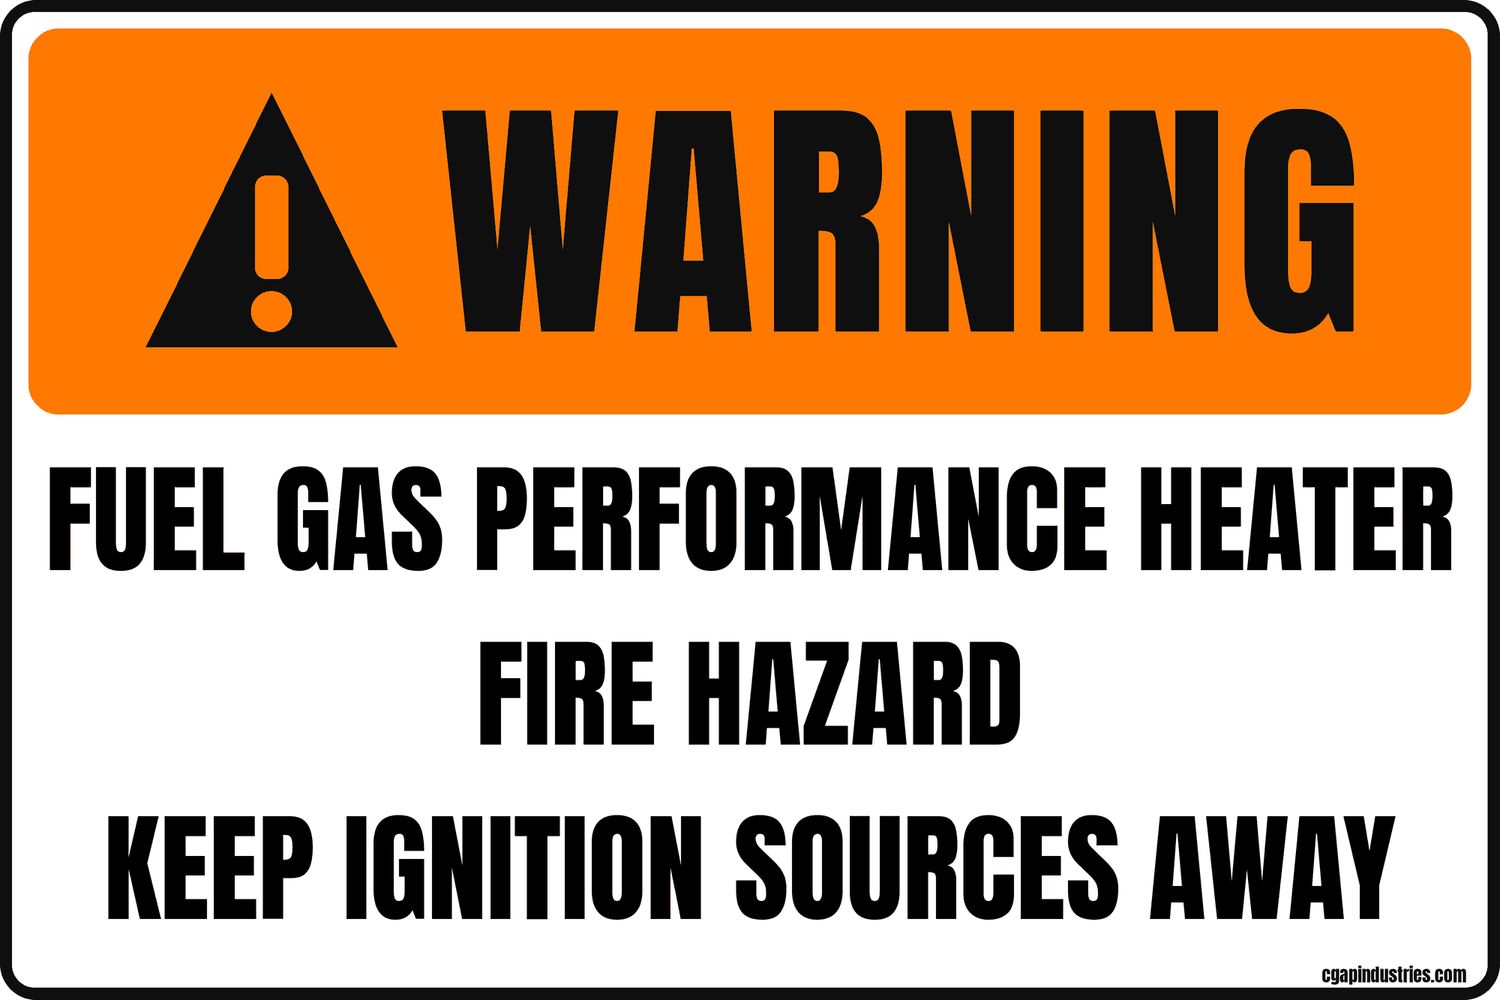 WARNING
FUEL GAS PERFORMANCE HEATER
FIRE HAZARD
KEEP IGNITION SOURCES AWAY
cgapindustries.com